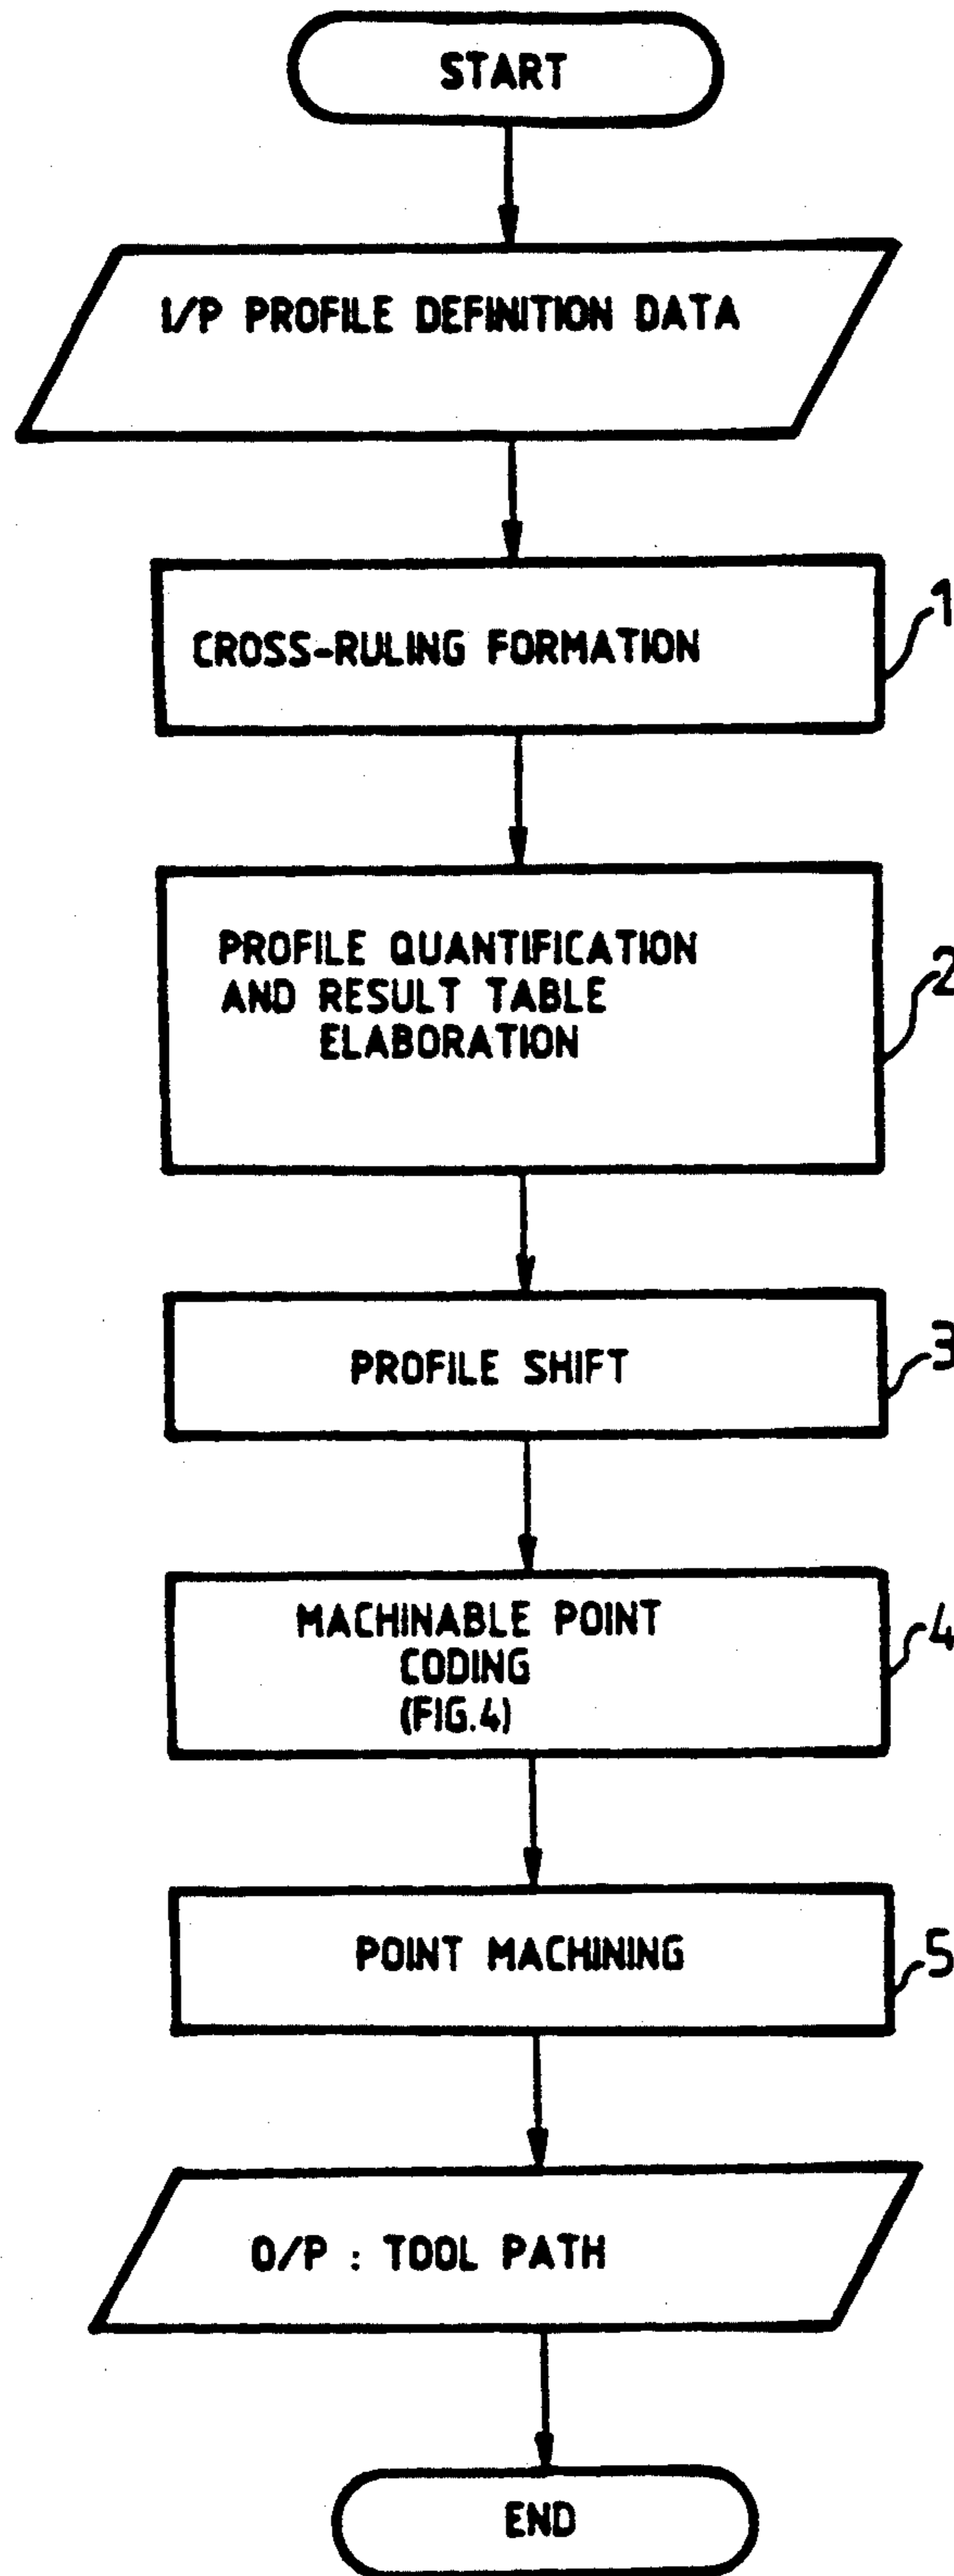 START
I/P PROFILE DEFINITION DATA
CROSS-RULING FORMATION
1
PROFILE QUANTIFICATION
AND RESULT TABLE
ELABORATION
2
PROFILE SHIFT
3
MACHINABLE POINT
CODING
(FIG.4)
4
POINT MACHINING
5
O/P : TOOL PATH
END